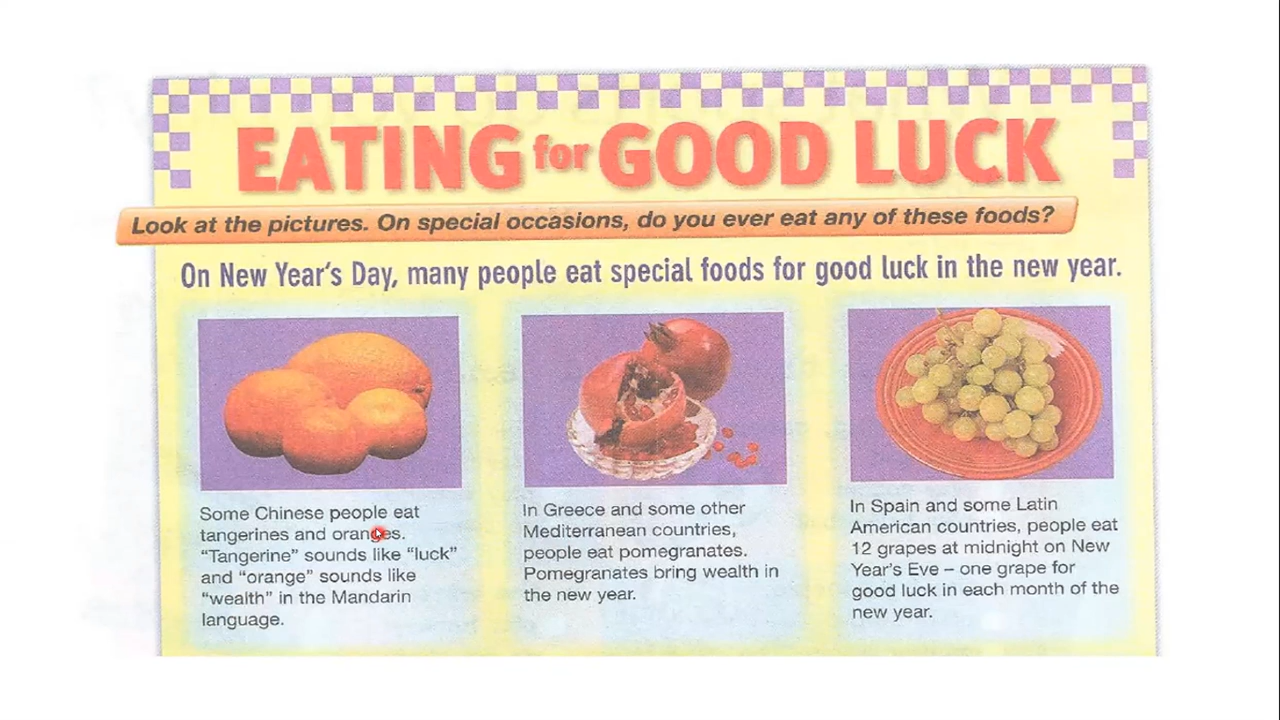 EATING for GOOD LUCK
Look at the pictures. On special occasions, do you ever eat any of these foods?
On New Year's Day, many people eat special foods for good luck in the new year.
Some Chinese people eat
tangerines and oranges.
"Tangerine" sounds like "luck"
and "orange" sounds like
"wealth" in the Mandarin
language.
In Greece and some other
Mediterranean countries,
people eat pomegranates.
Pomegranates bring wealth in
the new year.
In Spain and some Latin
American countries, people eat
12 grapes at midnight on New
Year's Eve – one grape for
good luck in each month of the
new year.